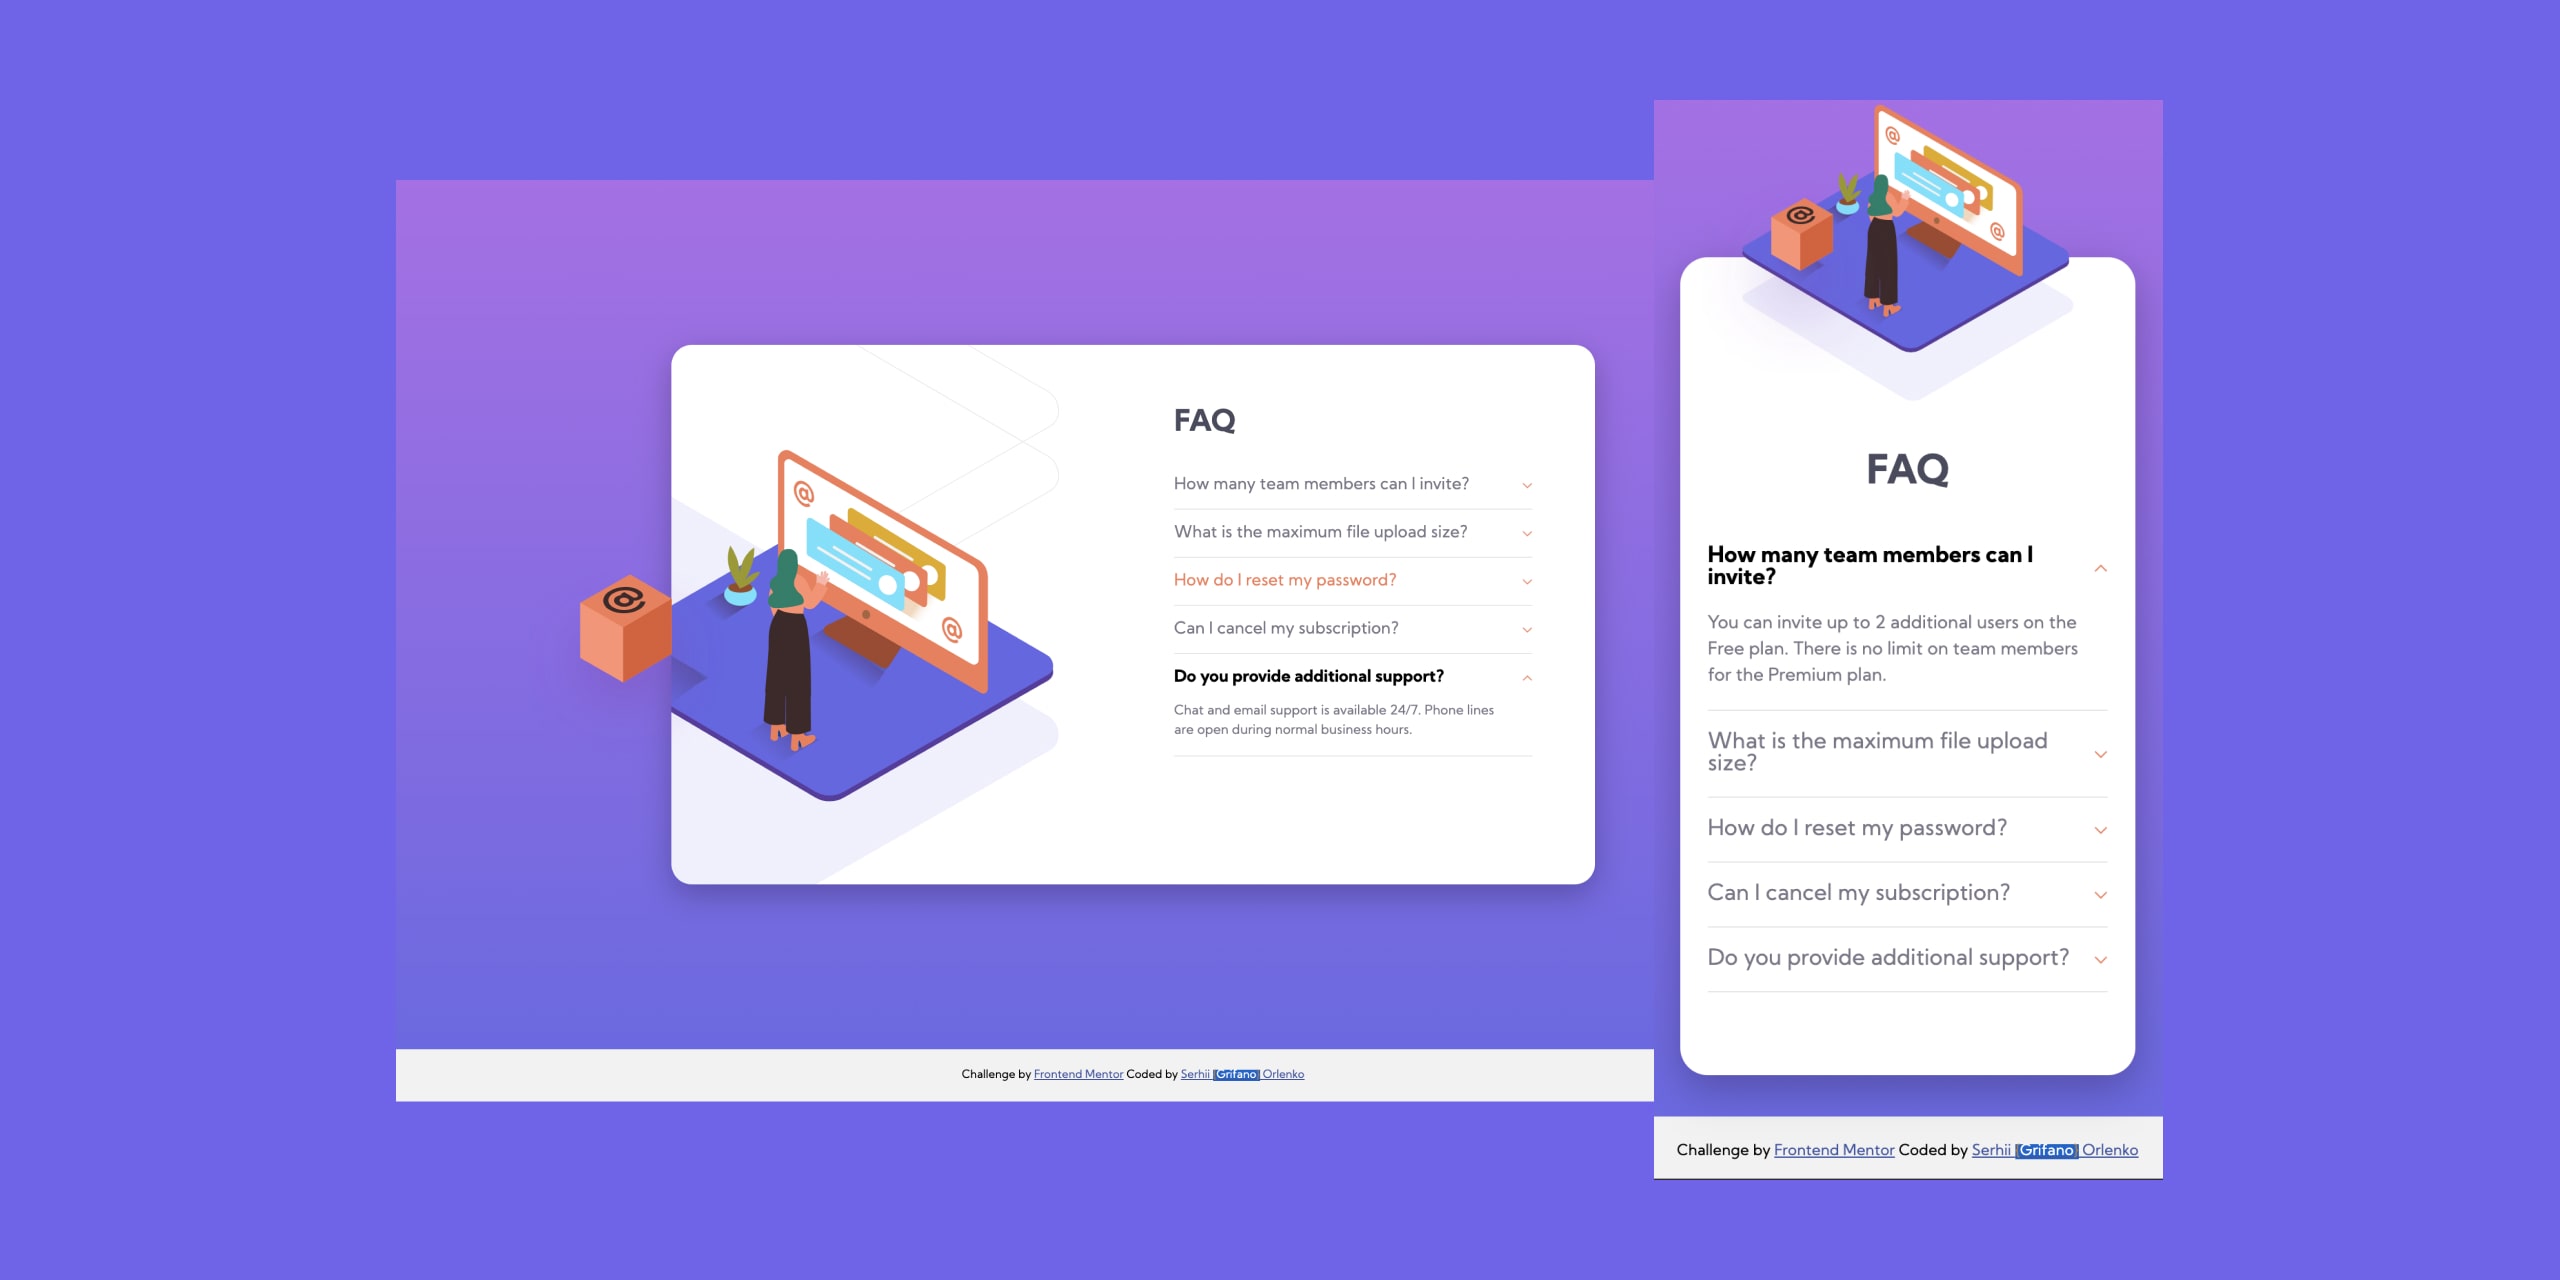 FAQ
How many team members can I invite?
What is the maximum file upload size?
How do I reset my password?
Can I cancel my subscription?
Do you provide additional support?
Chat and email support is available 24/7. Phone lines
are open during normal business hours.
Challenge by Frontend Mentor Coded by Serhii |Grifano| Orlenko
FAQ
How many team members can I
invite?
You can invite up to 2 additional users on the
Free plan. There is no limit on team members
for the Premium plan.
What is the maximum file upload
size?
How do I reset my password?
Can I cancel my subscription?
Do you provide additional support?
Challenge by Frontend Mentor Coded by Serhii |Grifano| Orlenko